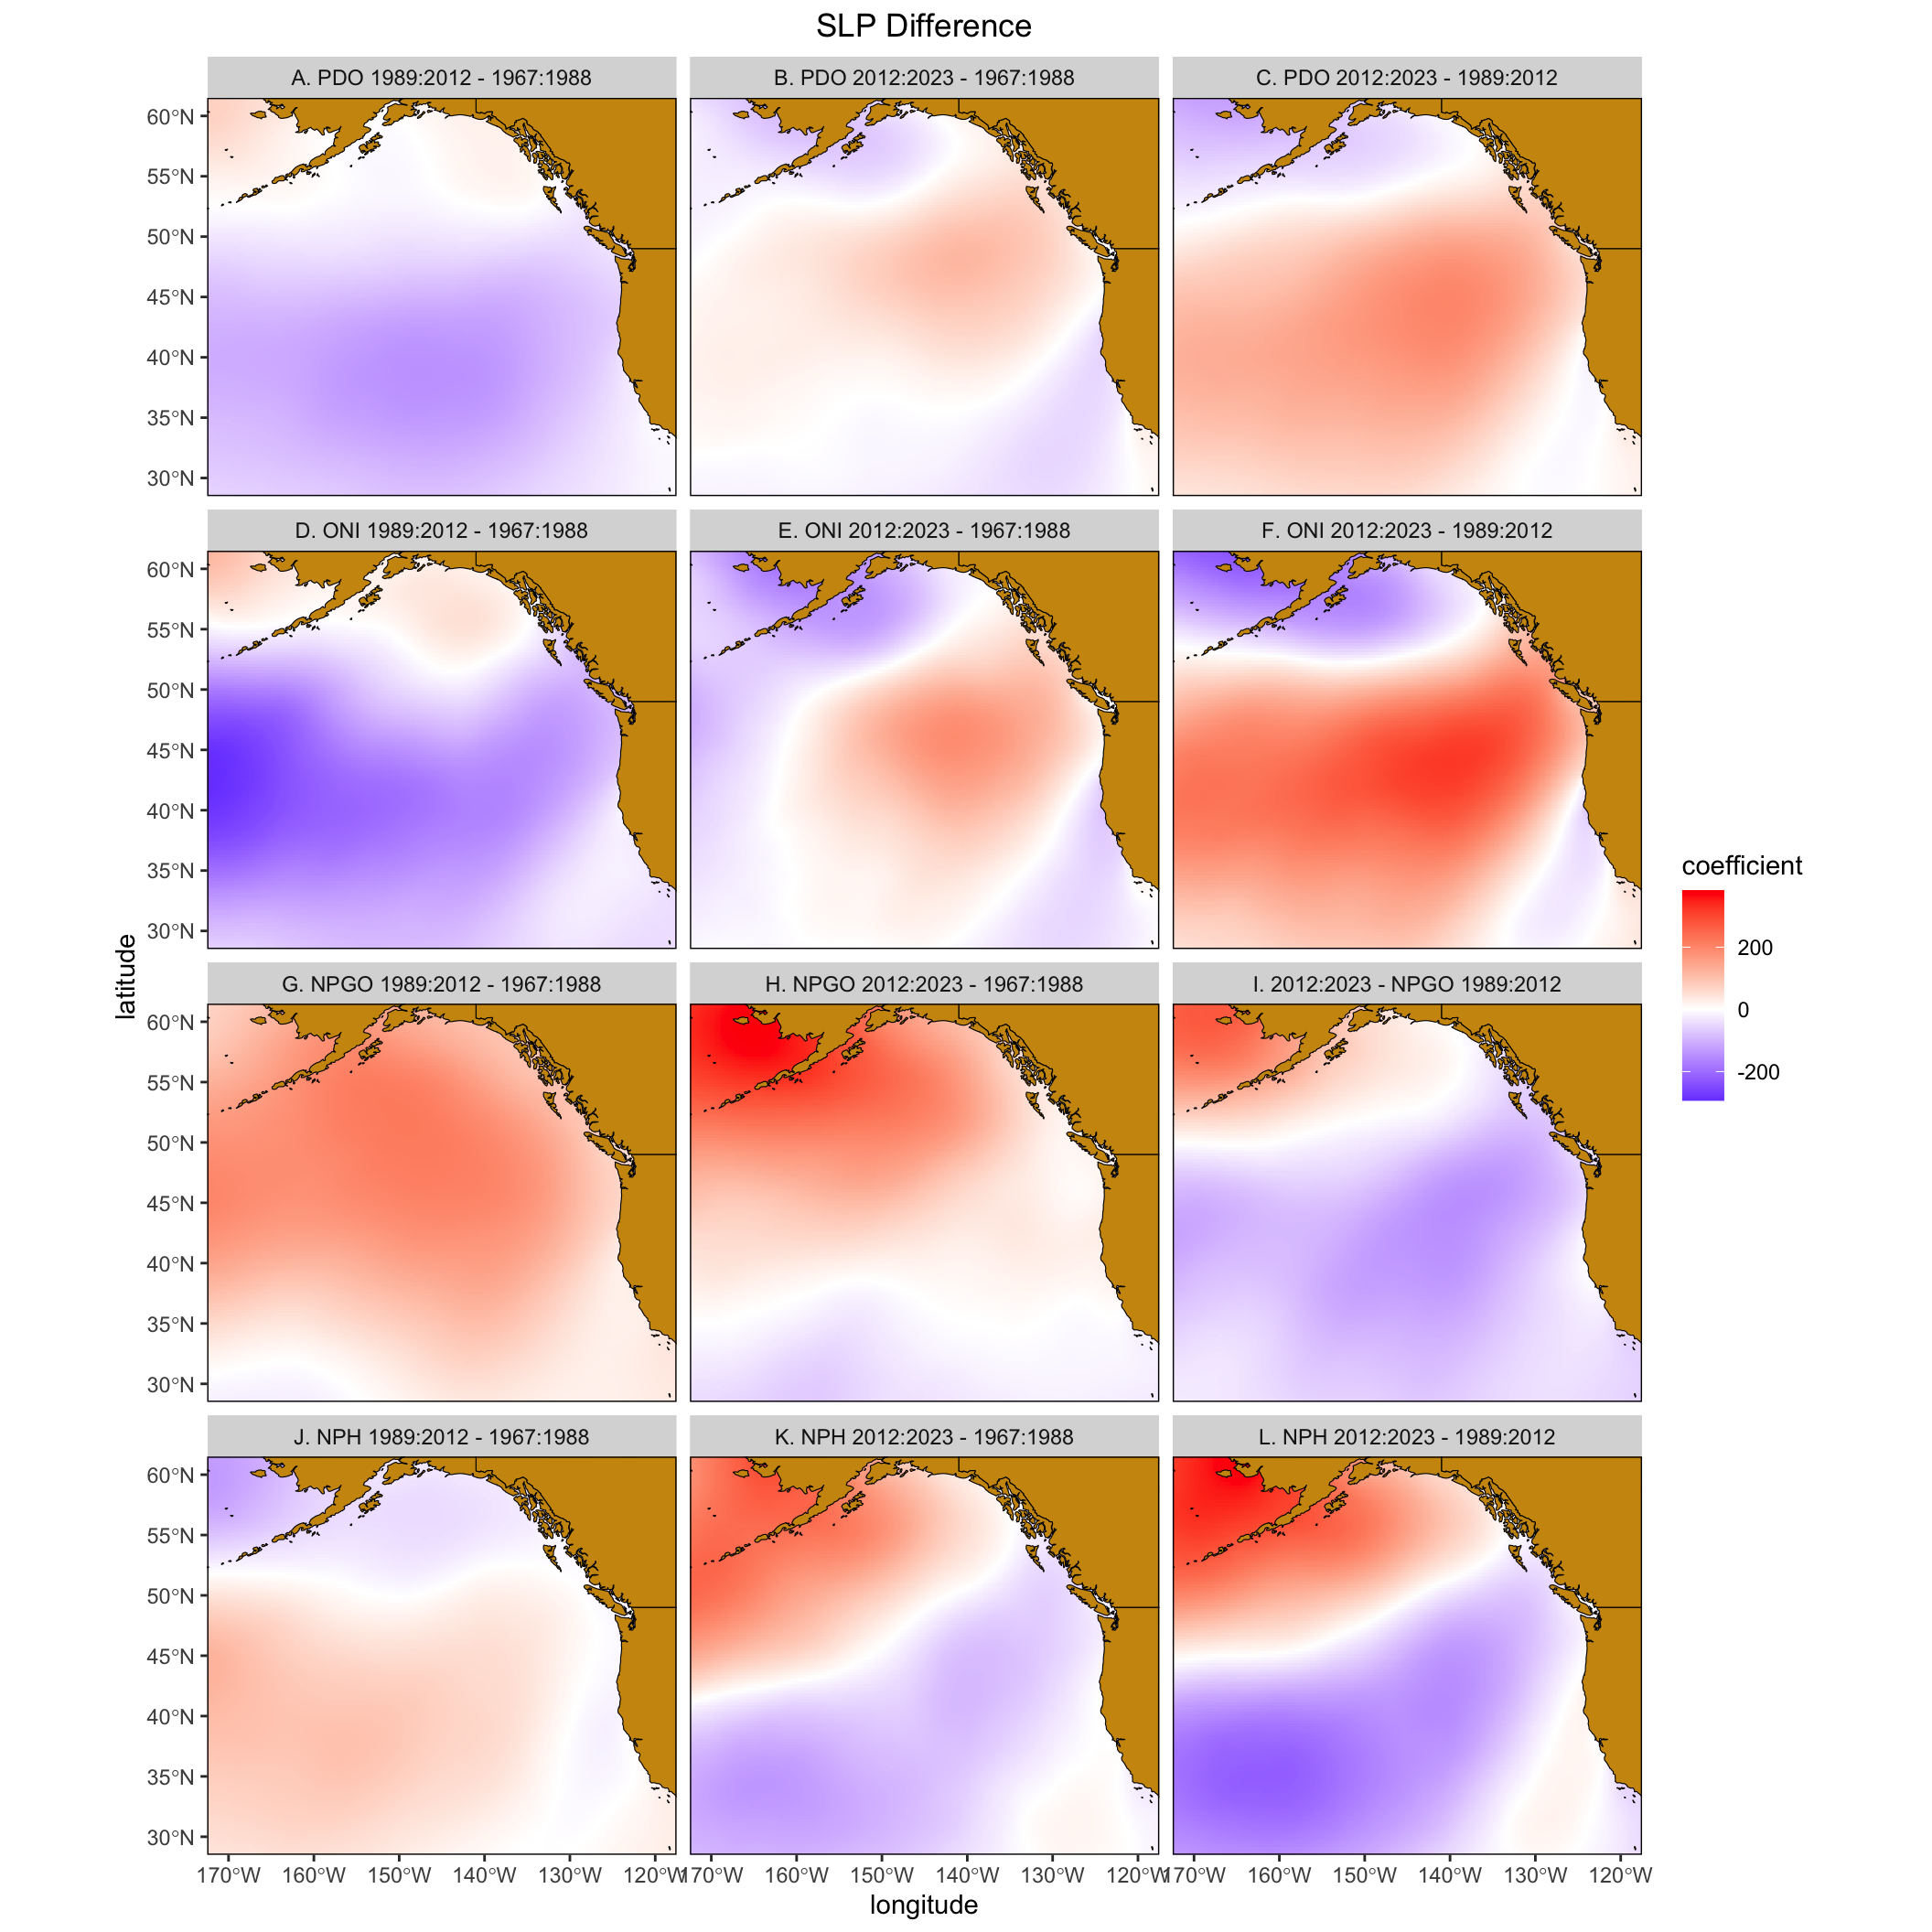 SLP Difference
A. PDO 1989:2012 - 1967:1988
B. PDO 2012:2023 - 1967:1988
C. PDO 2012:2023 - 1989:2012
60°N
55°N
50°N
45°N
40°N
35°N
30°N
D. ONI 1989:2012 - 1967:1988
E. ONI 2012:2023 - 1967:1988
F. ONI 2012:2023 - 1989:2012
60°N
55°N
50°N
45°N
40°N
35°N
30°N
G. NPGO 1989:2012 - 1967:1988
H. NPGO 2012:2023 - 1967:1988
I. 2012:2023 - NPGO 1989:2012
60°N
55°N
50°N
45°N
40°N
35°N
30°N
J. NPH 1989:2012 - 1967:1988
K. NPH 2012:2023 - 1967:1988
L. NPH 2012:2023 - 1989:2012
60°N
55°N
50°N
45°N
40°N
35°N
30°N
170°W 160°W 150°W 140°W 130°W 120°W
170°W 160°W 150°W 140°W 130°W 120°W
170°W 160°W 150°W 140°W 130°W 120°W
longitude
latitude
coefficient
200
0
-200